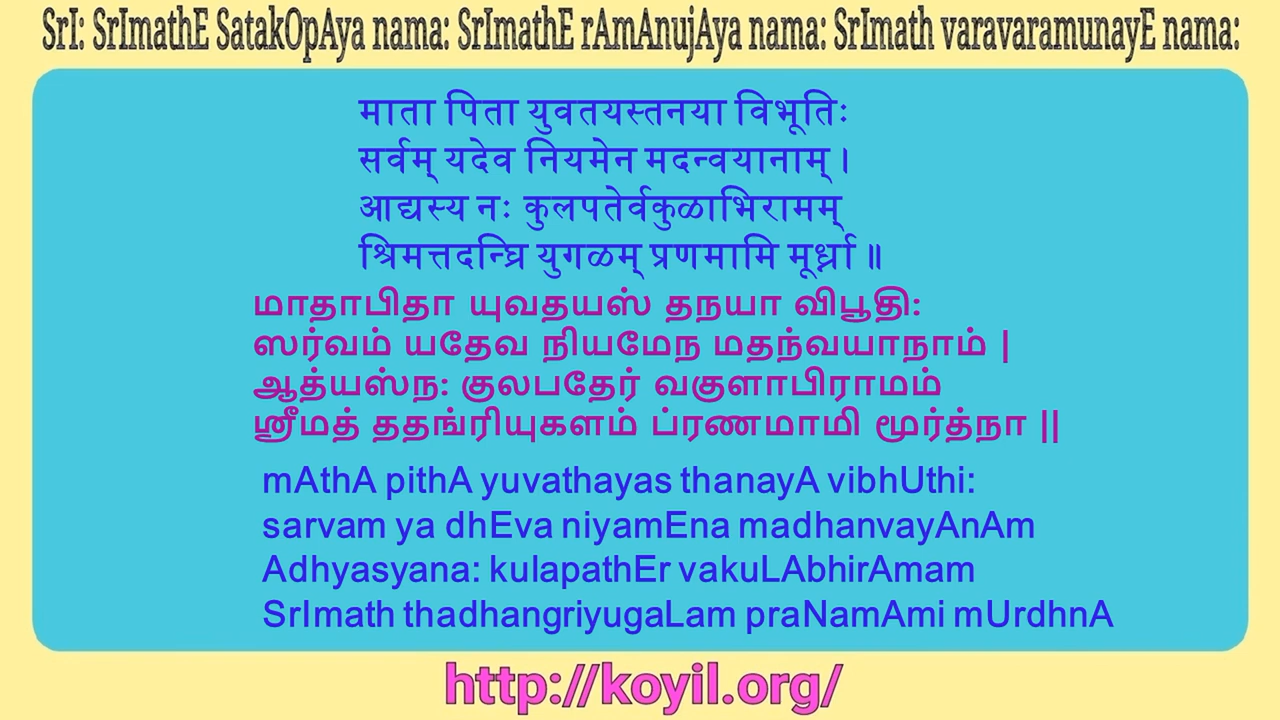 SrI: SrImathE SatakOpAya nama: SrImathE rAmAnujAya nama: SrImath varavaramunayE nama:
माता पिता युवतयस्तनया विभूतिः
सर्वम् यदेव नियमेन मदन्वयानाम् ।
आद्यस्य नः कुलपतेर्वकुळाभिरामम्
श्रिमत्तदन्घ्रि युगळम् प्रणमामि मूर्ध्ना ॥
மாதாபிதா யுவதயஸ் தநயா விபூதி:
ஸர்வம் யதேவ நியமேந மதந்வயாநாம் |
ஆத்யஸ்ந: குலபதேர் வகுளாபிராமம்
ஸ்ரீமத் ததங்ரியுகளம் ப்ரணமாமி மூர்த்நா ||
mAthA pithA yuvathayas thanayA vibhUthi:
sarvam ya dhEva niyamEna madhanvayAnAm
Adhyasyana: kulapathEr vakuLAbhirAmam
SrImath thadhangriyugaLam praNamAmi mUrdhnA
http://koyil.org/